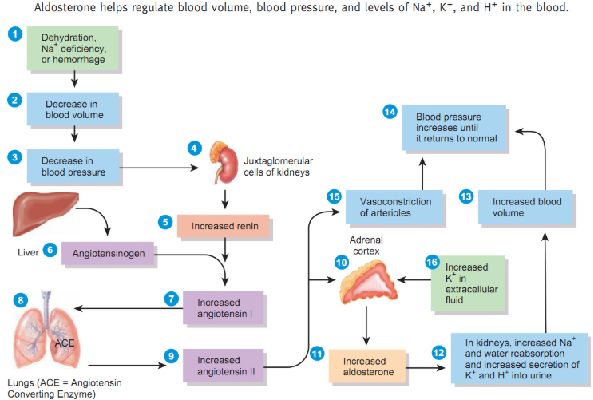 Aldosterone helps regulate blood volume, blood pressure, and levels of Na+, K+, and H+ in the blood.
1
Dehydration,
Na+ deficiency,
or hemorrhage
2
Decrease in
blood volume
3
Decrease in
blood pressure
4
Juxtaglomerular
cells of kidneys
5
Increased renin
Liver
6
Angiotensinogen
7
Increased
angiotensin I
8
ACE
Lungs (ACE = Angiotensin
Converting Enzyme)
9
Increased
angiotensin II
Adrenal
cortex
10
11
Increased
aldosterone
12
In kidneys, increased Na+
and water reabsorption
and increased secretion of
K+ and H+ into urine
13
Increased blood
volume
14
Blood pressure
increases until
it returns to normal
15
Vasoconstriction
of arterioles
16
Increased
K+ in
extracellular
fluid